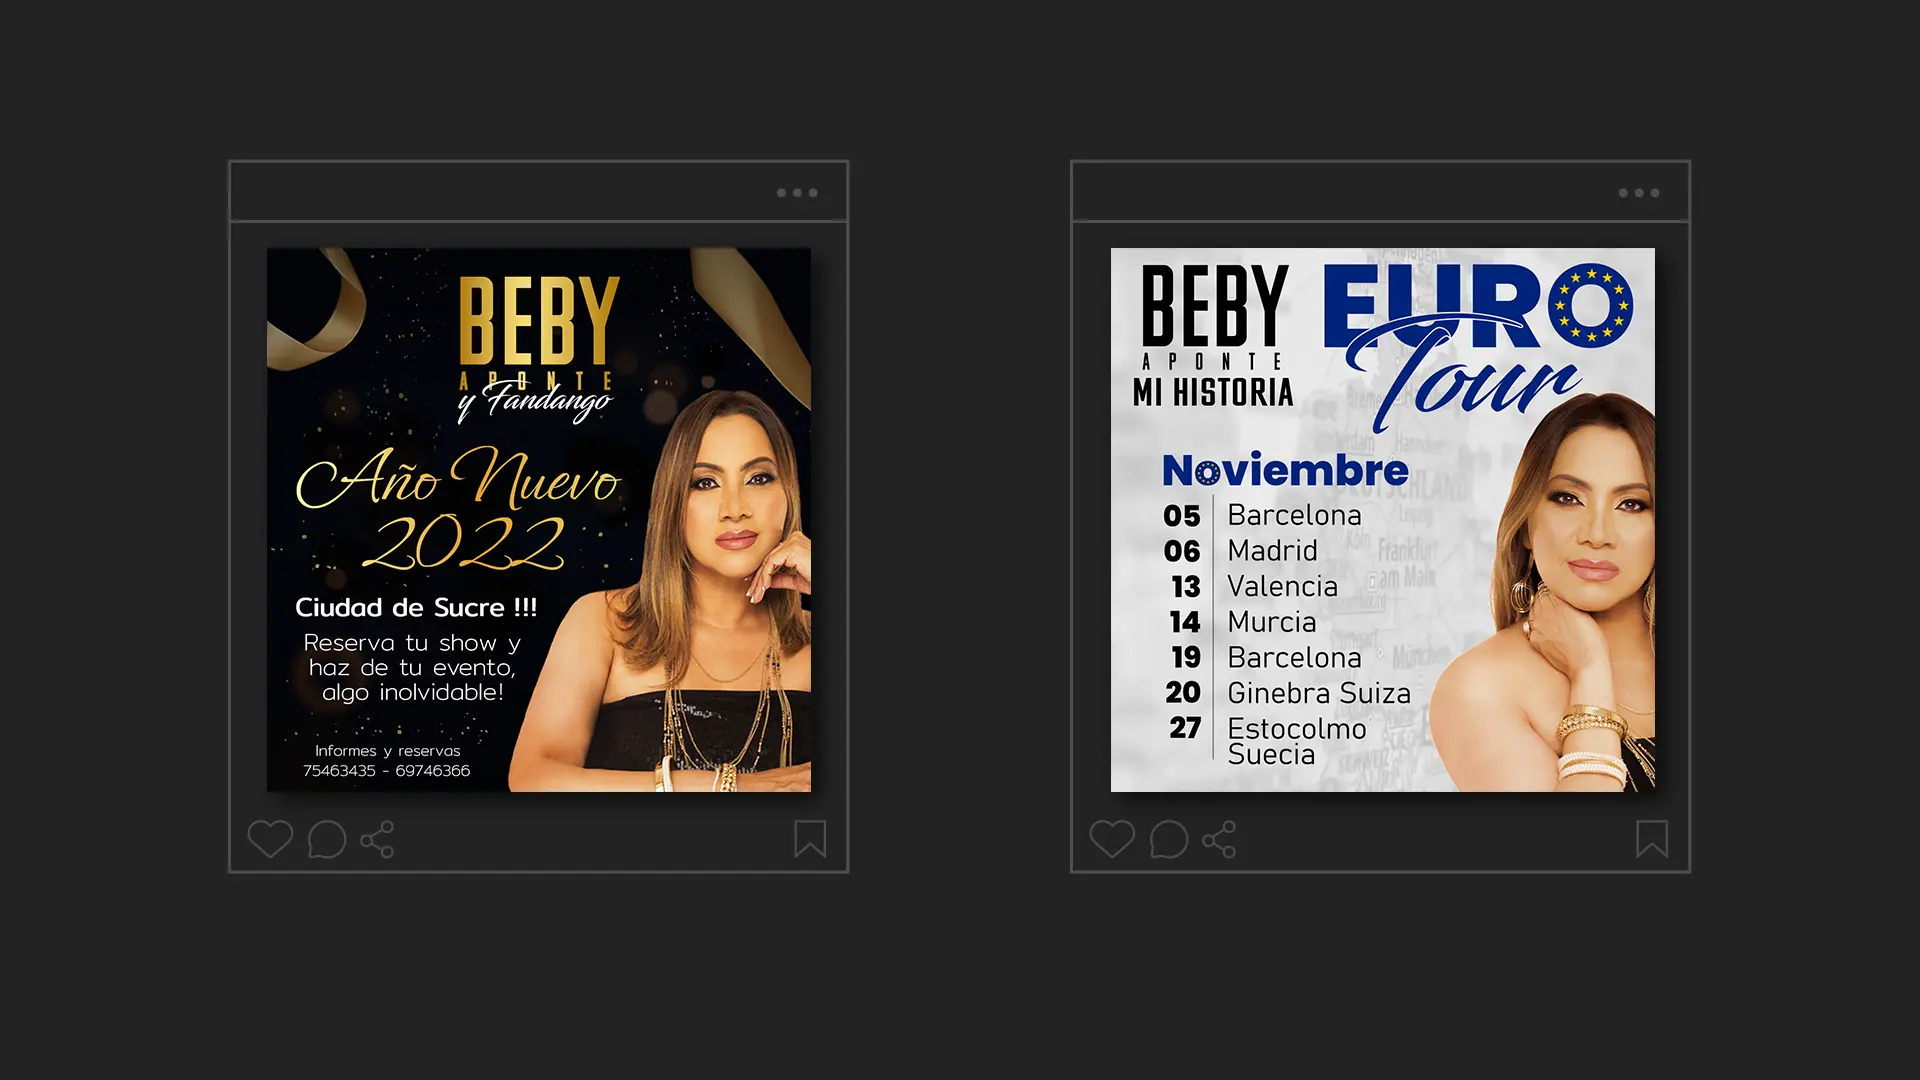 BEBY
APONTE
y Fandango
Año Nuevo
2022
Ciudad de Sucre !!!
Reserva tu show y
haz de tu evento,
algo inolvidable!
Informes y reservas
75463435 - 69746366
BEBY
APONTE
MI HISTORIA
EURO
Tour
Noviembre
05 Barcelona
06 Madrid
13 Valencia
14 Murcia
19 Barcelona
20 Ginebra Suiza
27 Estocolmo
Suecia